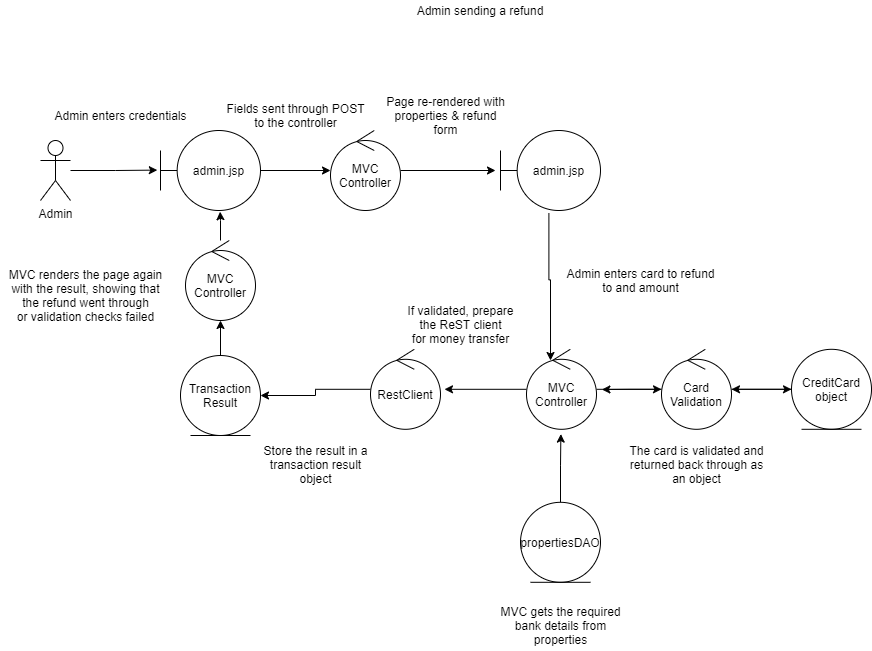 Admin sending a refund
Admin enters credentials
Fields sent through POST
to the controller
Page re-rendered with
properties & refund
form
admin.jsp
MVC
Controller
admin.jsp
Admin
MVC renders the page again
with the result, showing that
the refund went through
or validation checks failed
MVC
Controller
Admin enters card to refund
to and amount
If validated, prepare
the ReST client
for money transfer
Transaction
Result
RestClient
MVC
Controller
Card
Validation
CreditCard
object
Store the result in a
transaction result
object
The card is validated and
returned back through as
an object
propertiesDAO
MVC gets the required
bank details from
properties